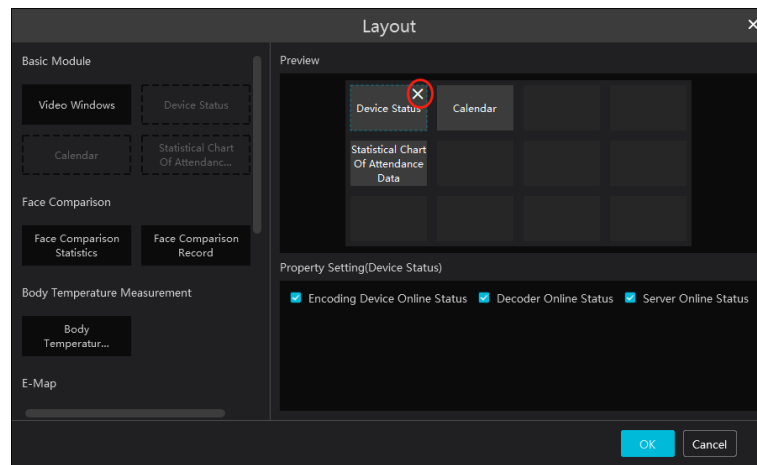 Layout
Basic Module
Video Windows
Device Status
Calendar
Statistical Chart
Of Attendanc...
Face Comparison
Face Comparison
Statistics
Face Comparison
Record
Body Temperature Measurement
Body
Temperatur...
E-Map
Preview
Device Status
Calendar
Statistical Chart
Of Attendance
Data
Property Setting(Device Status)
Encoding Device Online Status
Decoder Online Status
Server Online Status
OK
Cancel